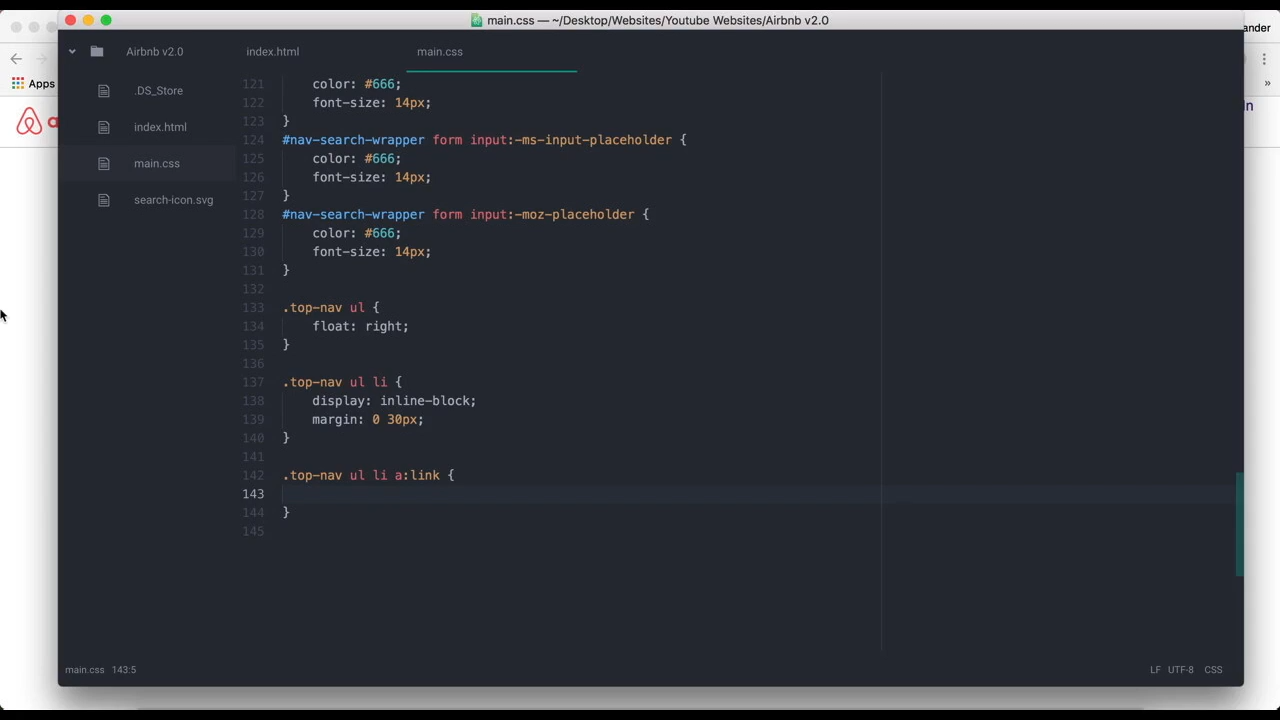 main.css — ~/Desktop/Websites/Youtube Websites/Airbnb v2.0
ander
Apps
»
a
In
Airbnb v2.0
index.html
main.css
.DS_Store
index.html
main.css
search-icon.svg
121 color: #666;
122 font-size: 14px;
123 }
124 #nav-search-wrapper form input:-ms-input-placeholder {
125 color: #666;
126 font-size: 14px;
127 }
128 #nav-search-wrapper form input:-moz-placeholder {
129 color: #666;
130 font-size: 14px;
131 }
132
133 .top-nav ul {
134 float: right;
135 }
136
137 .top-nav ul li {
138 display: inline-block;
139 margin: 0 30px;
140 }
141
142 .top-nav ul li a:link {
143
144 }
145
main.css 143:5
LF UTF-8 CSS